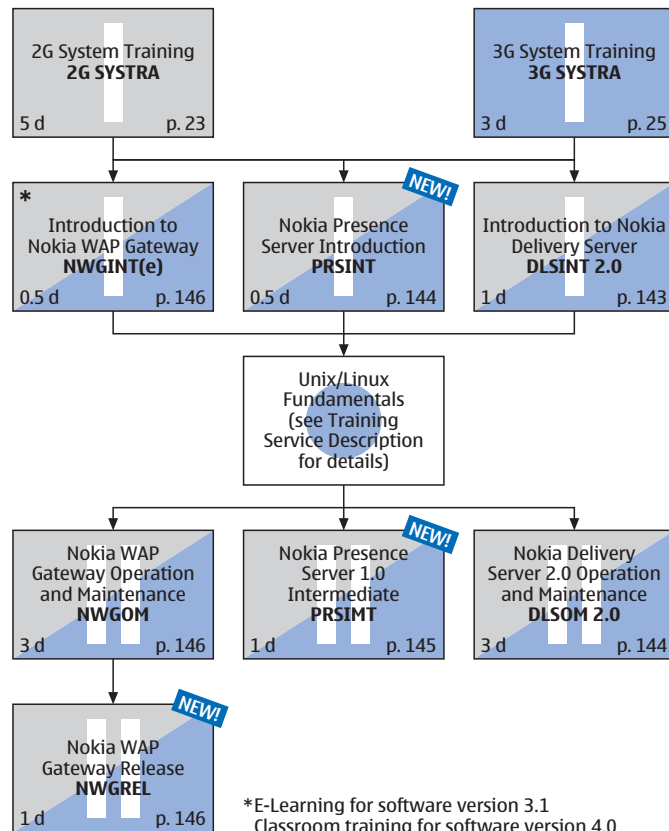 2G System Training
2G SYSTRA
5 d p. 23
3G System Training
3G SYSTRA
3 d p. 25
*
Introduction to
Nokia WAP Gateway
NWGINT(e)
0.5 d p. 146
NEW!
Nokia Presence
Server Introduction
PRSINT
0.5 d p. 144
Introduction to Nokia
Delivery Server
DLSINT 2.0
1 d p. 143
Unix/Linux
Fundamentals
(see Training
Service Description
for details)
Nokia WAP
Gateway Operation
and Maintenance
NWGOM
3 d p. 146
NEW!
Nokia Presence
Server 1.0
Intermediate
PRSIMT
1 d p. 145
Nokia Delivery
Server 2.0 Operation
and Maintenance
DLSOM 2.0
3 d p. 144
NEW!
Nokia WAP
Gateway Release
NWGREL
1 d p. 146
*E-Learning for software version 3.1
Classroom training for software version 4.0